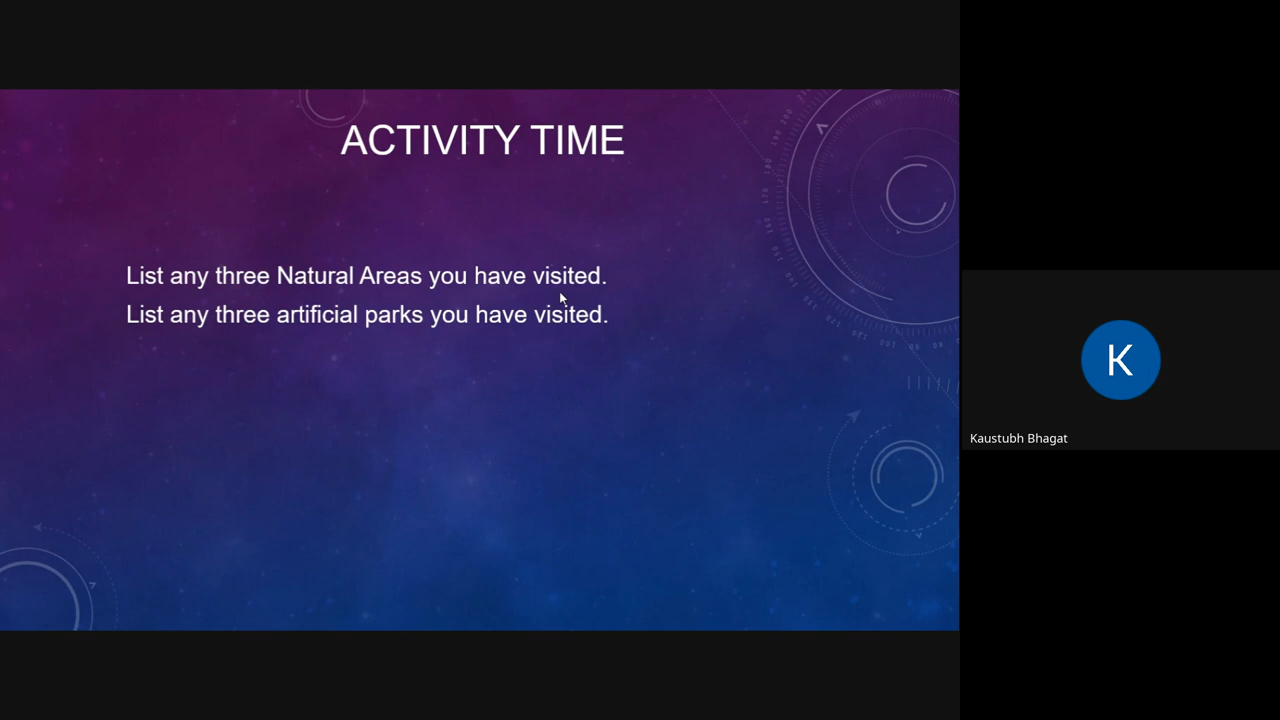 ACTIVITY TIME
List any three Natural Areas you have visited.
List any three artificial parks you have visited.
K
Kaustubh Bhagat